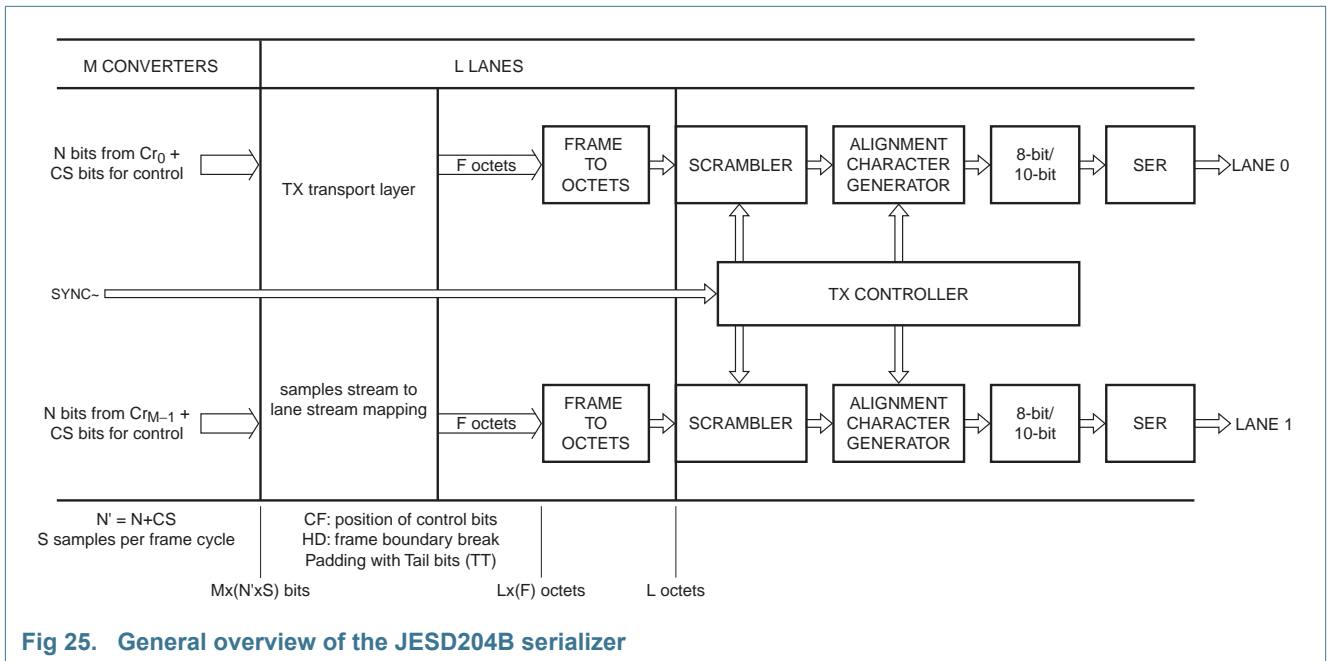 M CONVERTERS
L LANES
N bits from Cr0 +
CS bits for control
TX transport layer
F octets
FRAME
TO
OCTETS
SCRAMBLER
ALIGNMENT
CHARACTER
GENERATOR
8-bit/
10-bit
SER
LANE 0
SYNC~
TX CONTROLLER
N bits from CrM–1 +
CS bits for control
samples stream to
lane stream mapping
F octets
FRAME
TO
OCTETS
SCRAMBLER
ALIGNMENT
CHARACTER
GENERATOR
8-bit/
10-bit
SER
LANE 1
N' = N+CS
S samples per frame cycle
CF: position of control bits
HD: frame boundary break
Padding with Tail bits (TT)
Mx(N'xS) bits
Lx(F) octets
L octets
Fig 25. General overview of the JESD204B serializer